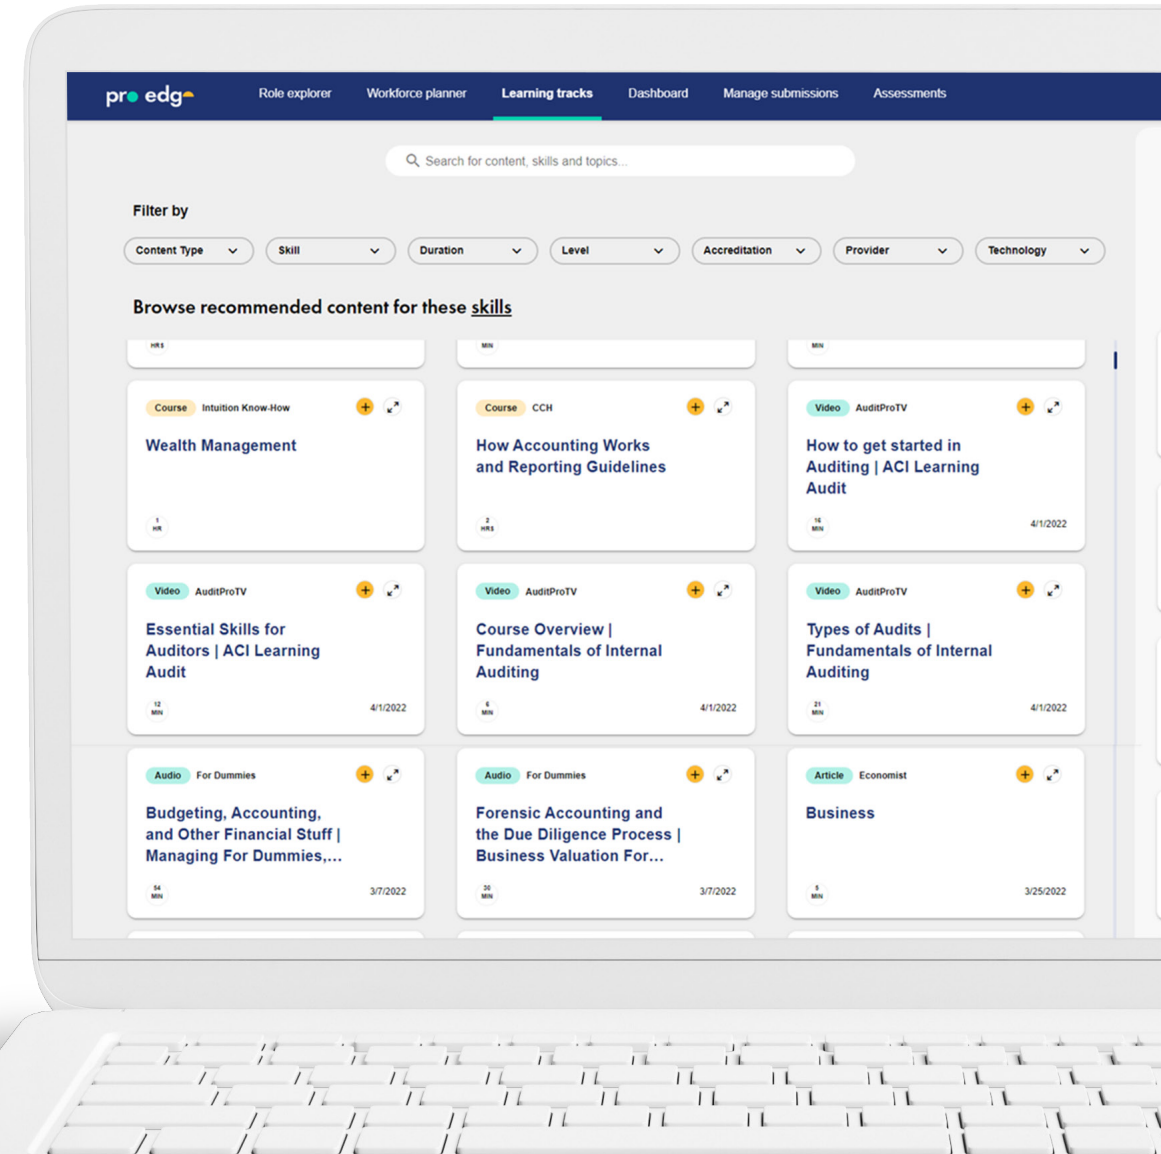 pro edge
Role explorer
Workforce planner
Learning tracks
Dashboard
Manage submissions
Assessments
Search for content, skills and topics...
Filter by
Content Type
Skill
Duration
Level
Accreditation
Provider
Technology
Browse recommended content for these skills
HRS
MIN
MIN
Course Intuition Know-How
Wealth Management
1
HR
Course CCH
How Accounting Works
and Reporting Guidelines
2
HRS
Video AuditProTV
How to get started in
Auditing | ACI Learning
Audit
16
MIN
4/1/2022
Video AuditProTV
Essential Skills for
Auditors | ACI Learning
Audit
12
MIN
4/1/2022
Video AuditProTV
Course Overview |
Fundamentals of Internal
Auditing
6
MIN
4/1/2022
Video AuditProTV
Types of Audits |
Fundamentals of Internal
Auditing
21
MIN
4/1/2022
Audio For Dummies
Budgeting, Accounting,
and Other Financial Stuff |
Managing For Dummies,...
54
MIN
3/7/2022
Audio For Dummies
Forensic Accounting and
the Due Diligence Process |
Business Valuation For...
30
MIN
3/7/2022
Article Economist
Business
5
MIN
3/25/2022